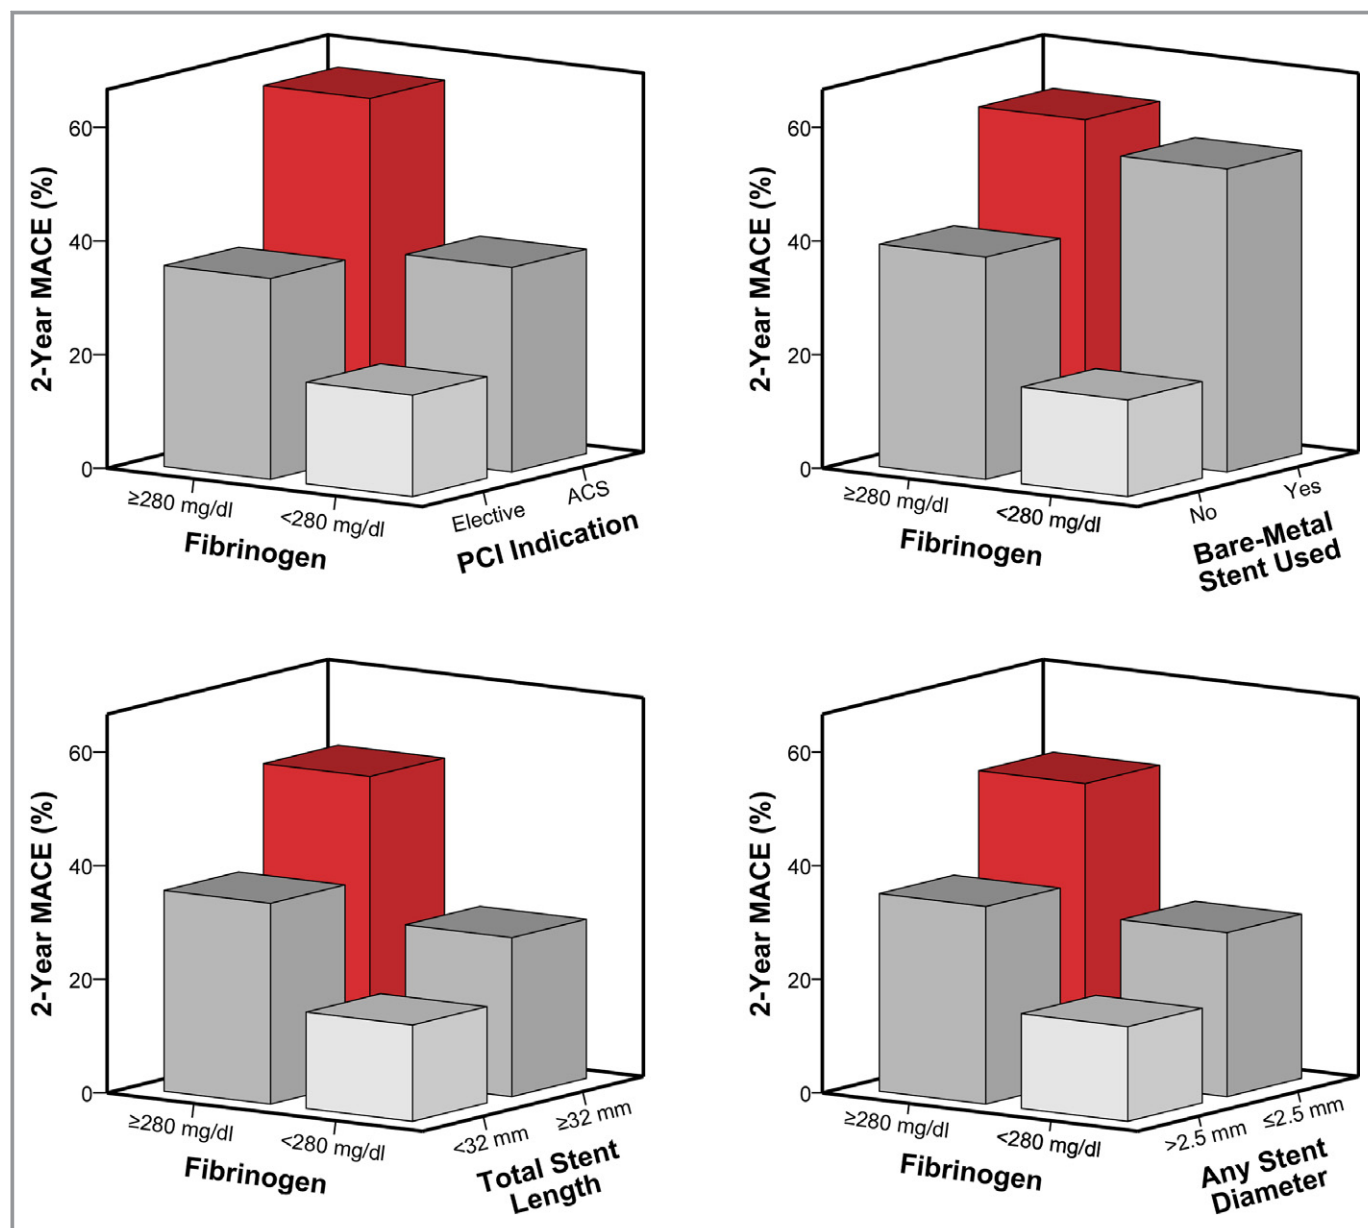 2-Year MACE (%)
60
40
20
0
≥280 mg/dl
<280 mg/dl
Fibrinogen
Elective
ACS
PCI Indication
2-Year MACE (%)
60
40
20
0
≥280 mg/dl
<280 mg/dl
Fibrinogen
No
Yes
Bare-Metal
Stent Used
2-Year MACE (%)
60
40
20
0
≥280 mg/dl
<280 mg/dl
Fibrinogen
<32 mm
≥32 mm
Total Stent
Length
2-Year MACE (%)
60
40
20
0
≥280 mg/dl
<280 mg/dl
Fibrinogen
>2.5 mm
≤2.5 mm
Any Stent
Diameter